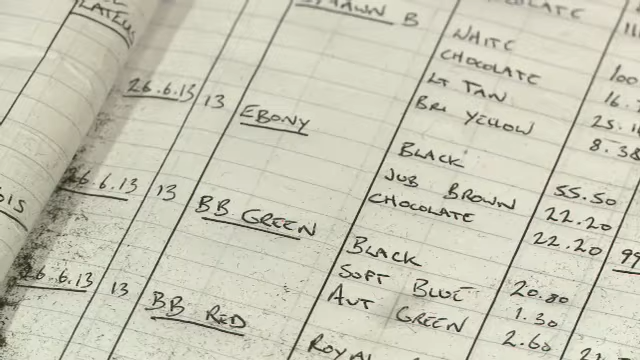 LATEUR
B
WHITE
CHOCOLATE 100
LT TAN 16.
BRI YELLOW 25.1
8.38
26.6.13 13 EBONY
BLACK 55.50
JUB BROWN 22.20
CHOCOLATE 22.20 99
26.6.13 13 BB GREEN
BLACK 20.80
SOFT BLUE 1.30
AUT GREEN 2.60
26.6.13 13 BB RED
ROYAL